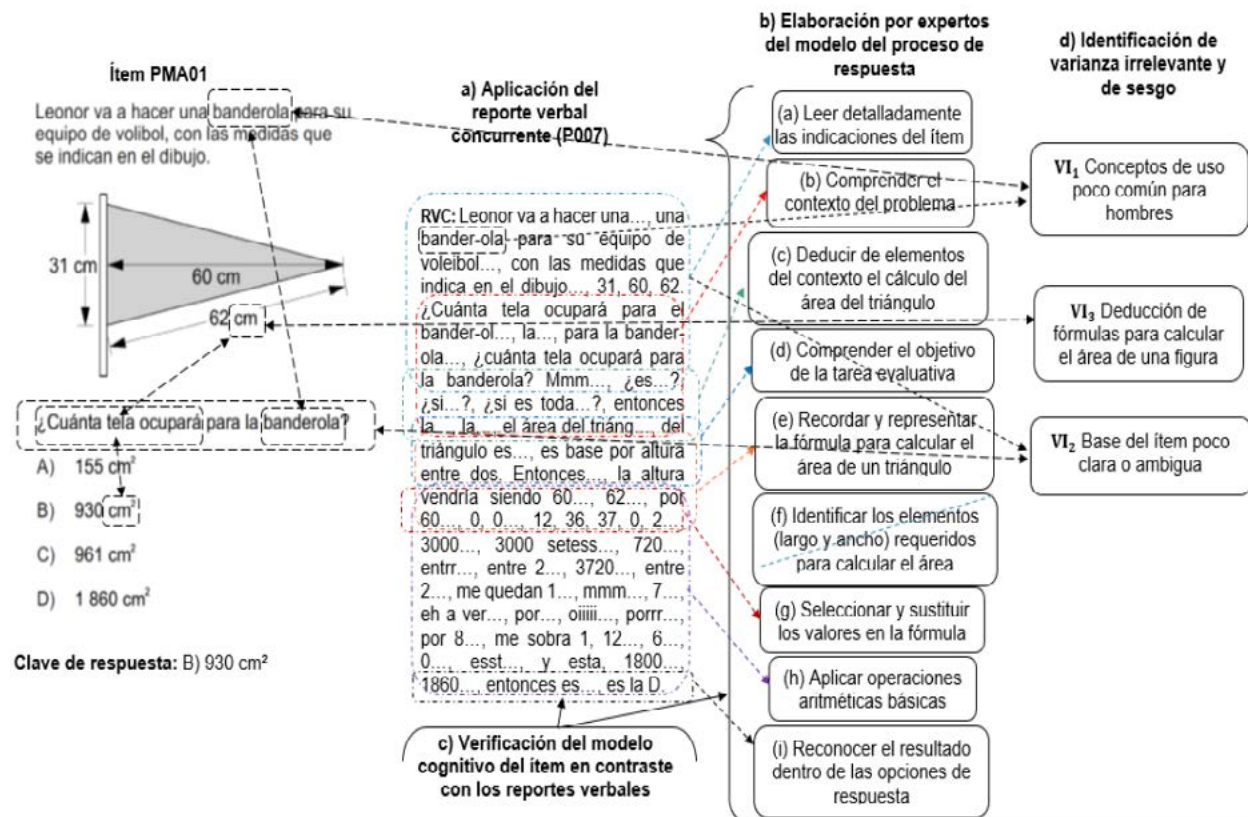 Ítem PMA01
Leonor va a hacer una banderola para su
equipo de volibol, con las medidas que
se indican en el dibujo.
31 cm
60 cm
62 cm
¿Cuánta tela ocupará para la banderola?
A) 155 cm²
B) 930 cm²
C) 961 cm²
D) 1 860 cm²
Clave de respuesta: B) 930 cm²
a) Aplicación del
reporte verbal
concurrente (P007)
RVC: Leonor va a hacer una..., una
bander-ola para su equipo de
voleibol..., con las medidas que
indica en el dibujo..., 31, 60, 62.
¿Cuánta tela ocupará para el
bander-ol..., la..., para la bander-
ola..., ¿cuánta tela ocupará para
la banderola? Mmm..., ¿es...?,
¿si...?, ¿si es toda...?, entonces
la... la... el área del triáng... del
triángulo es..., es base por altura
entre dos. Entonces..., la altura
vendría siendo 60..., 62..., por
60..., 0, 0..., 12, 36, 37, 0, 2...,
3000..., 3000 setess..., 720...,
entrr..., entre 2..., 3720..., entre
2..., me quedan 1..., mmm..., 7...,
eh a ver..., por..., oiiiiii..., porrr...,
por 8..., me sobra 1, 12..., 6...,
0..., esst..., y esta, 1800...,
1860..., entonces es..., es la D.
c) Verificación del modelo
cognitivo del ítem en contraste
con los reportes verbales
b) Elaboración por expertos
del modelo del proceso de
respuesta
(a) Leer detalladamente
las indicaciones del ítem
(b) Comprender el
contexto del problema
(c) Deducir de elementos
del contexto el cálculo del
área del triángulo
(d) Comprender el objetivo
de la tarea evaluativa
(e) Recordar y representar
la fórmula para calcular el
área de un triángulo
(f) Identificar los elementos
(largo y ancho) requeridos
para calcular el área
(g) Seleccionar y sustituir
los valores en la fórmula
(h) Aplicar operaciones
aritméticas básicas
(i) Reconocer el resultado
dentro de las opciones de
respuesta
d) Identificación de
varianza irrelevante y
de sesgo
VI₁ Conceptos de uso
poco común para
hombres
VI₃ Deducción de
fórmulas para calcular
el área de una figura
VI₂ Base del ítem poco
clara o ambigua